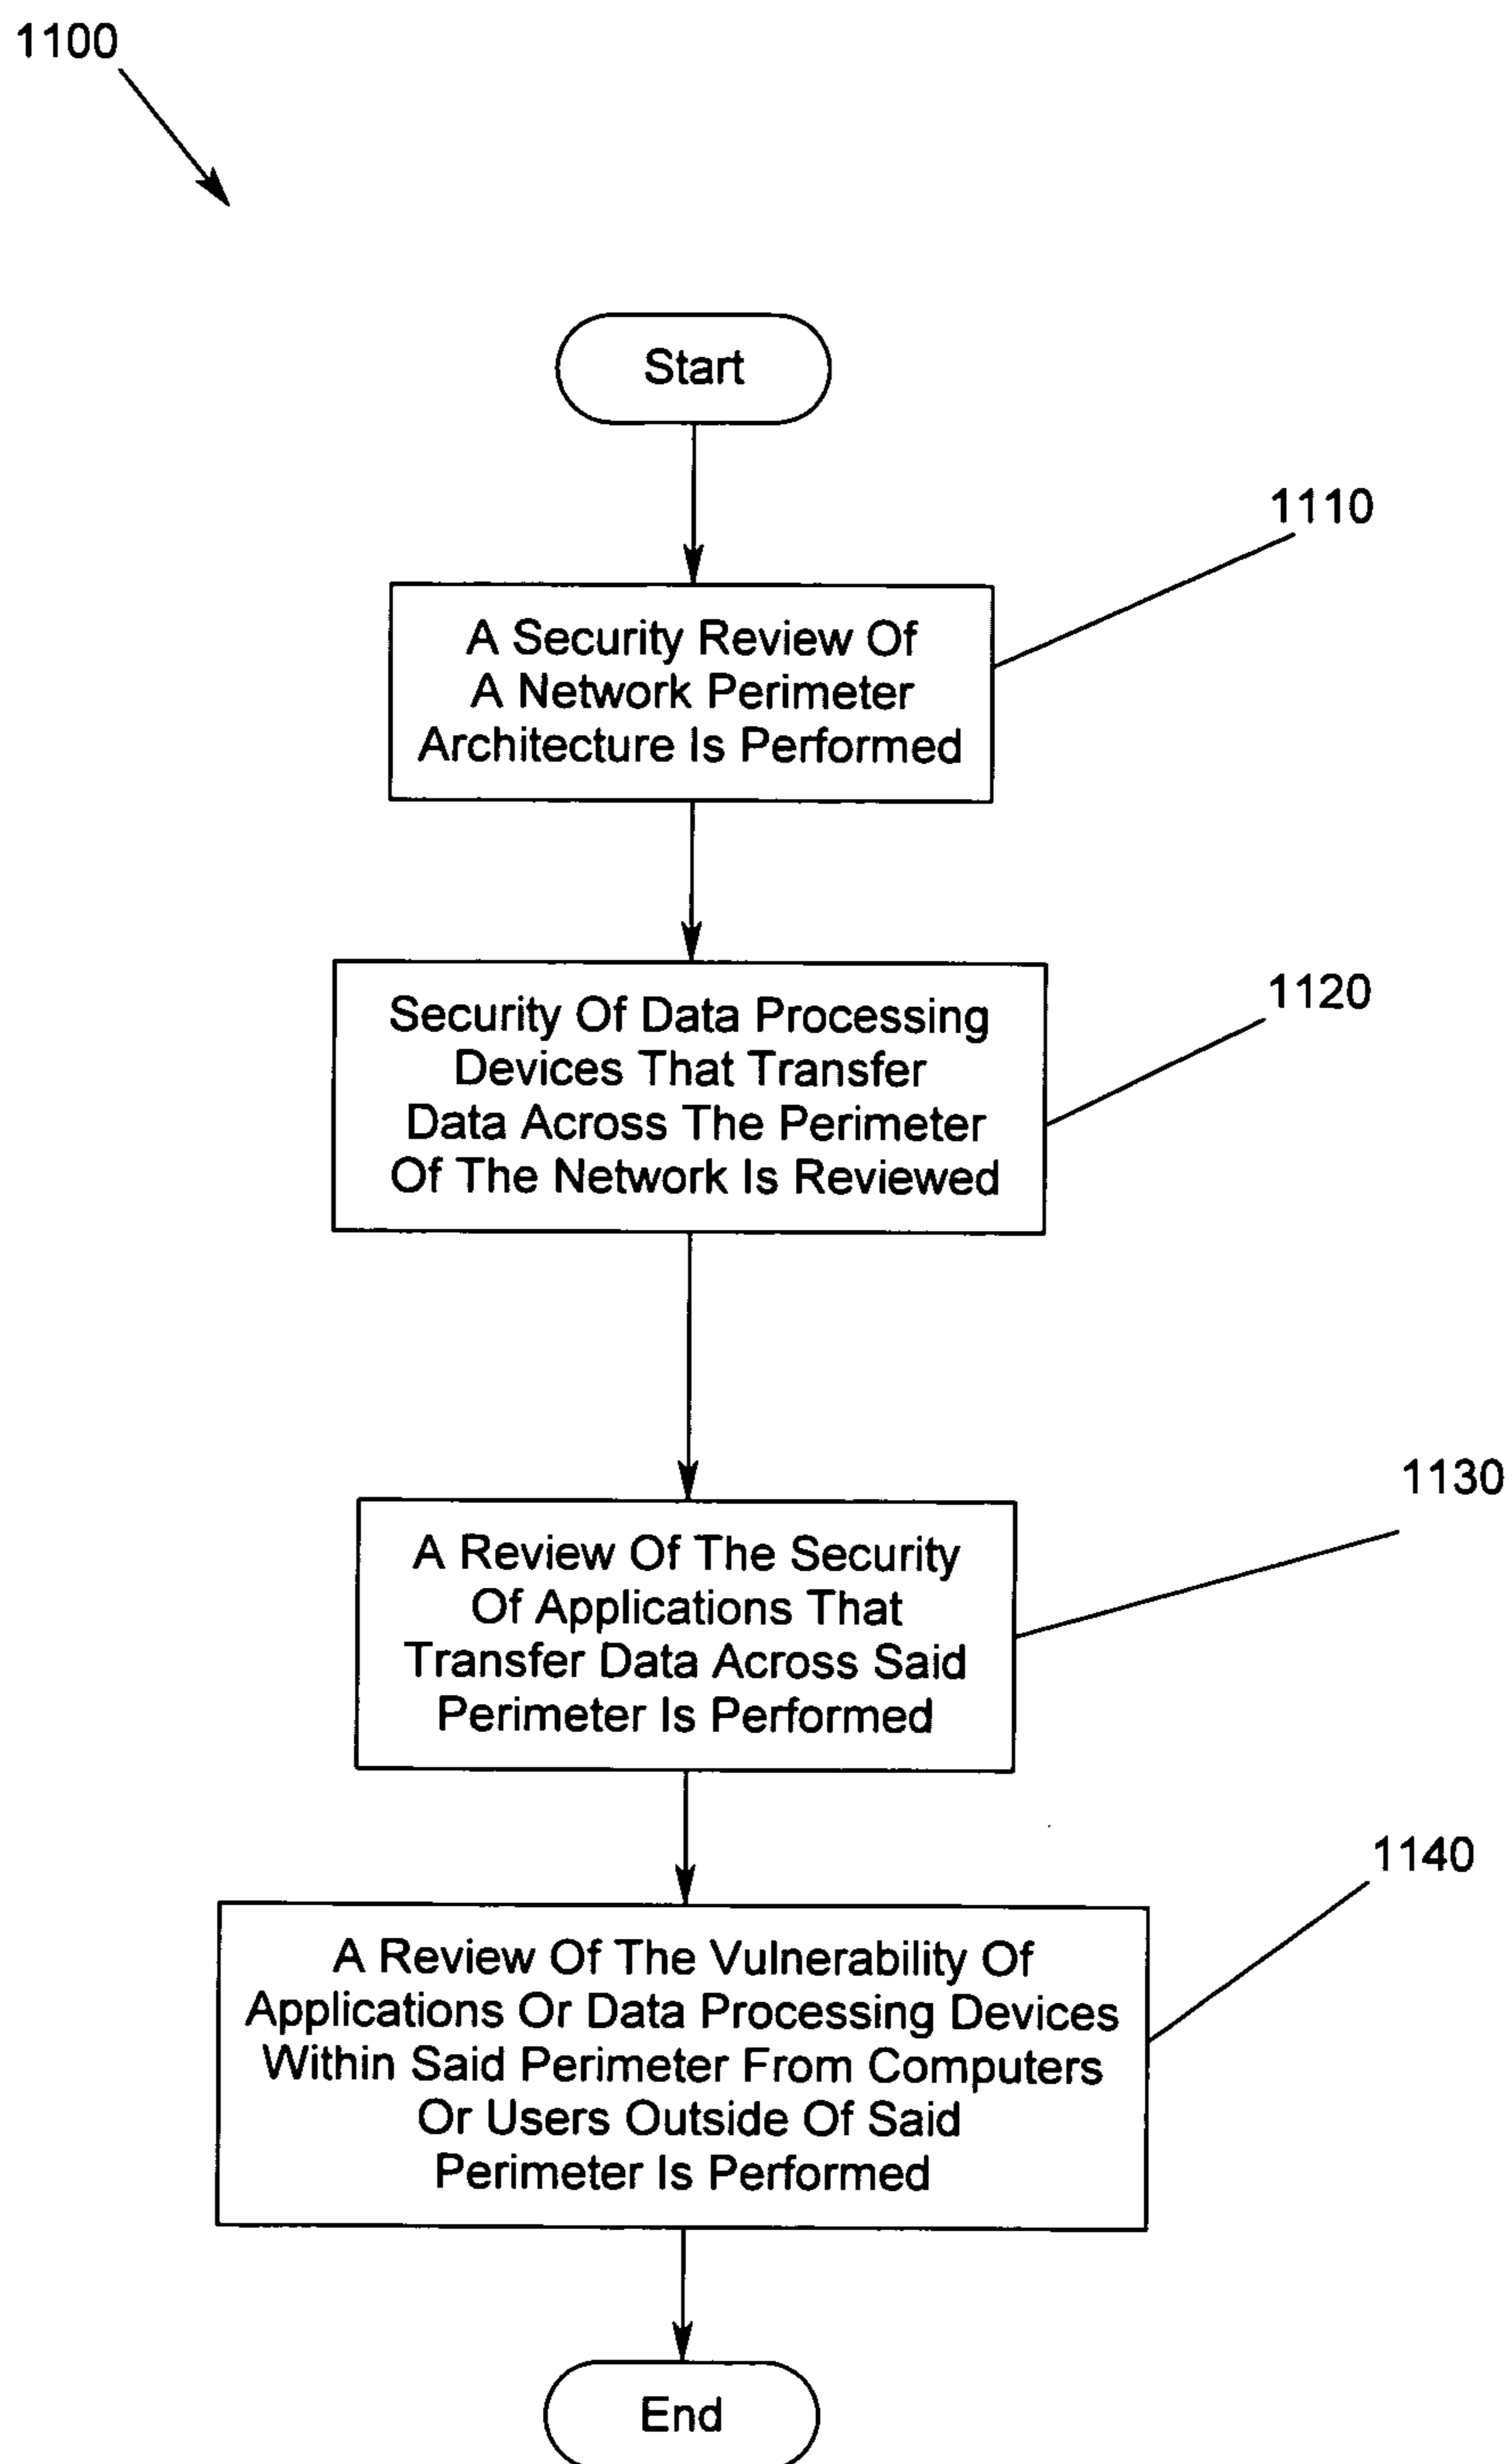 1100
Start
1110
A Security Review Of
A Network Perimeter
Architecture Is Performed
1120
Security Of Data Processing
Devices That Transfer
Data Across The Perimeter
Of The Network Is Reviewed
1130
A Review Of The Security
Of Applications That
Transfer Data Across Said
Perimeter Is Performed
1140
A Review Of The Vulnerability Of
Applications Or Data Processing Devices
Within Said Perimeter From Computers
Or Users Outside Of Said
Perimeter Is Performed
End